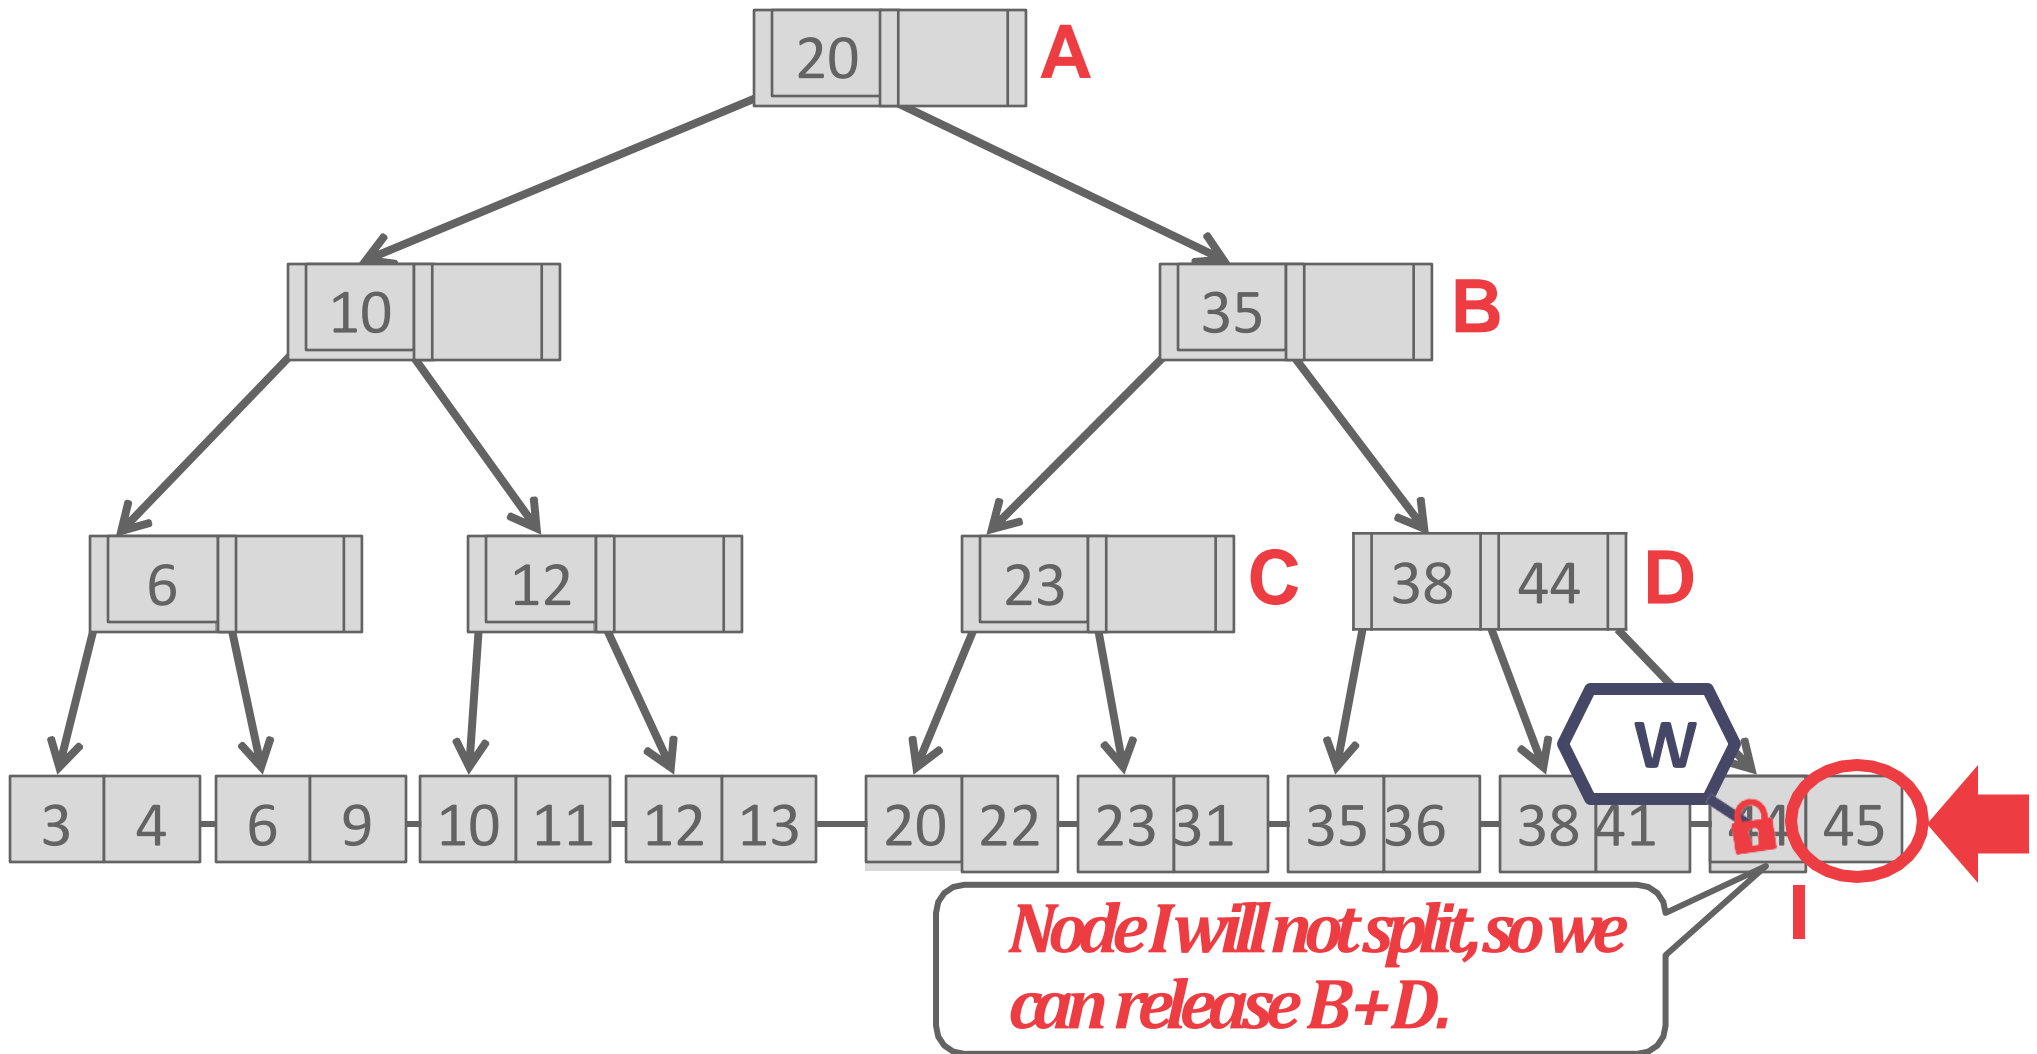 20 A
10 35 B
6 12 23 C 38 44 D
W
3 4 6 9 10 11 12 13 20 22 23 31 35 36 38 41 44 45
I
Node I will not split, so we
can release B+D.